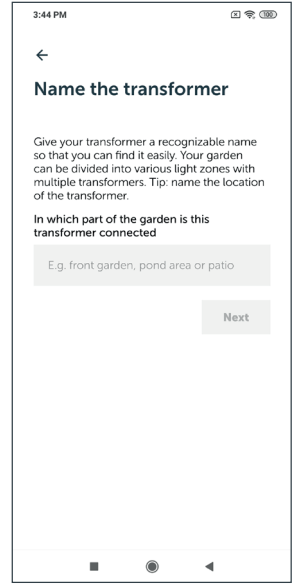 3:44 PM
100
Name the transformer
Give your transformer a recognizable name
so that you can find it easily. Your garden
can be divided into various light zones with
multiple transformers. Tip: name the location
of the transformer.
In which part of the garden is this
transformer connected
E.g. front garden, pond area or patio
Next